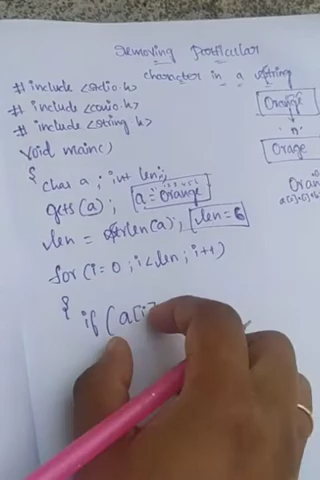 Removing Particular
character in a string
# include <stdio.h>
# include <conio.h>
# include <string.h>
void main()
{ char a ; int len;
gets (a) ; a = Orange
len = strlen(a); len = 6
for (i = 0 ; i < len ; i++)
{ if ( a[i]
Orange
'n'
Orage
Oran